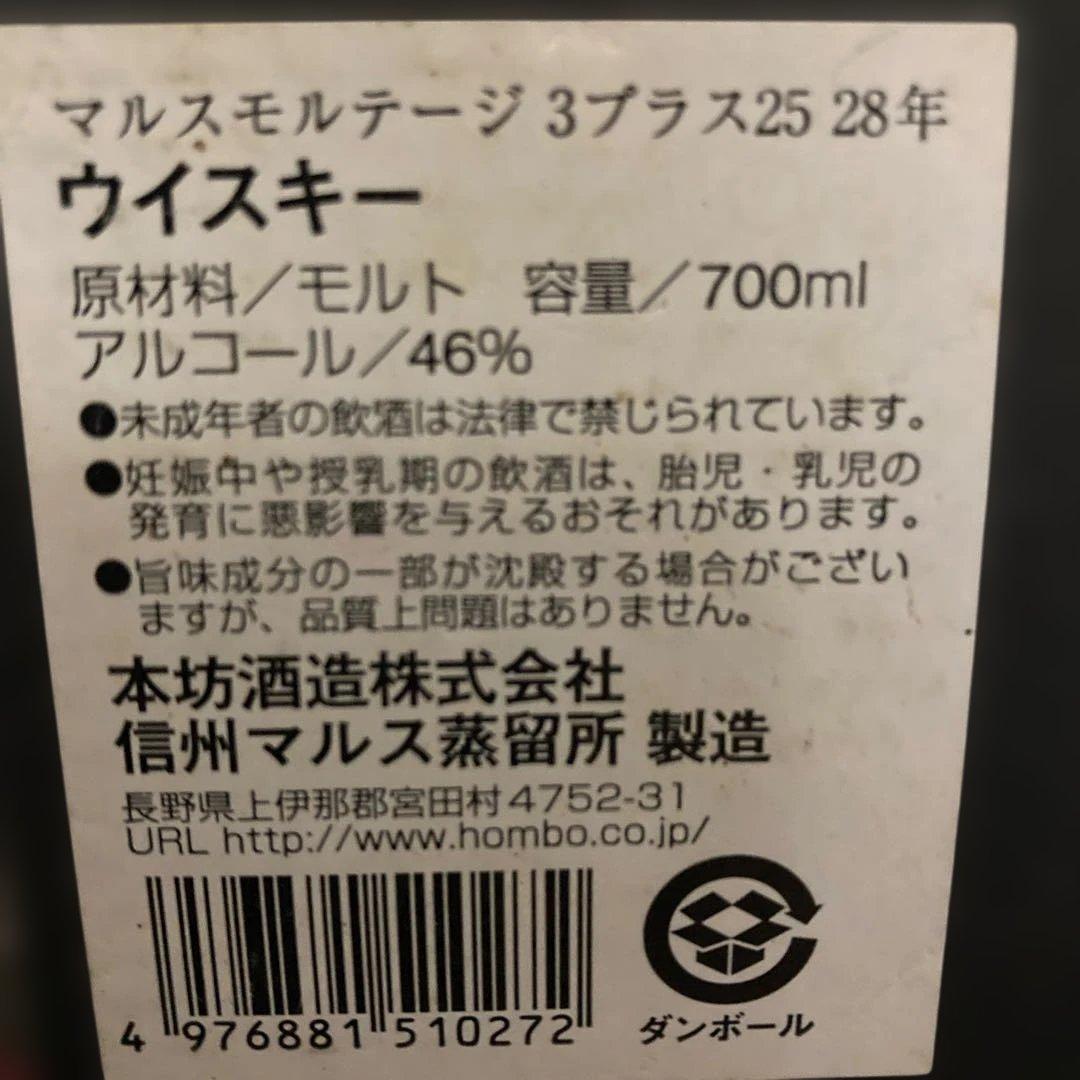 マルスモルテージ 3プラス25 28年
ウイスキー
原材料／モルト　容量／700ml
アルコール／46%
●未成年者の飲酒は法律で禁じられています。
●妊娠中や授乳期の飲酒は、胎児・乳児の
発育に悪影響を与えるおそれがあります。
●旨味成分の一部が沈殿する場合がござい
ますが、品質上問題はありません。
本坊酒造株式会社
信州マルス蒸留所 製造
長野県上伊那郡宮田村4752-31
URL http://www.hombo.co.jp/
4 976881 510272
ダンボール